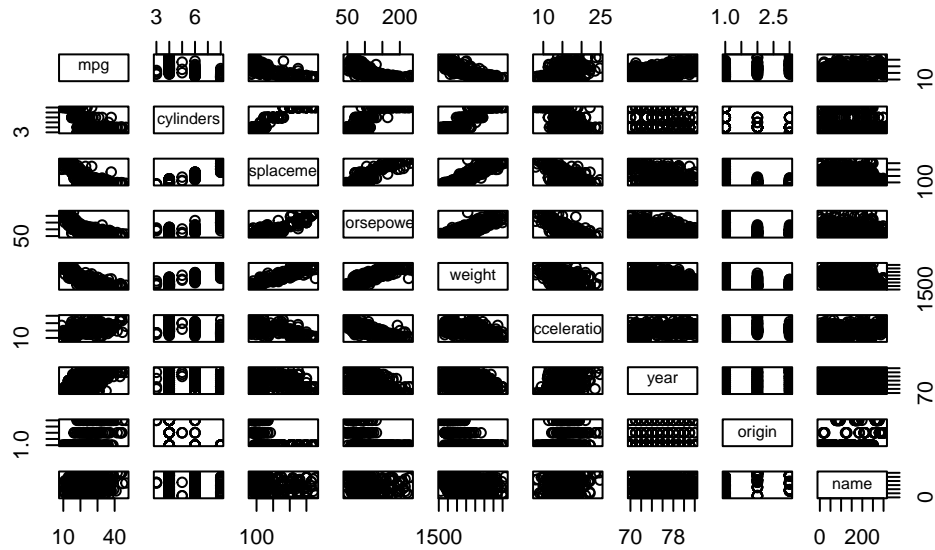 3 6 50 200 10 25 1.0 2.5
mpg 10
3 cylinders
splaceme 100
50 orsepowe
weight 1500
10 cceleratio
year 70
1.0 origin
name 0
10 40 100 1500 70 78 0 200